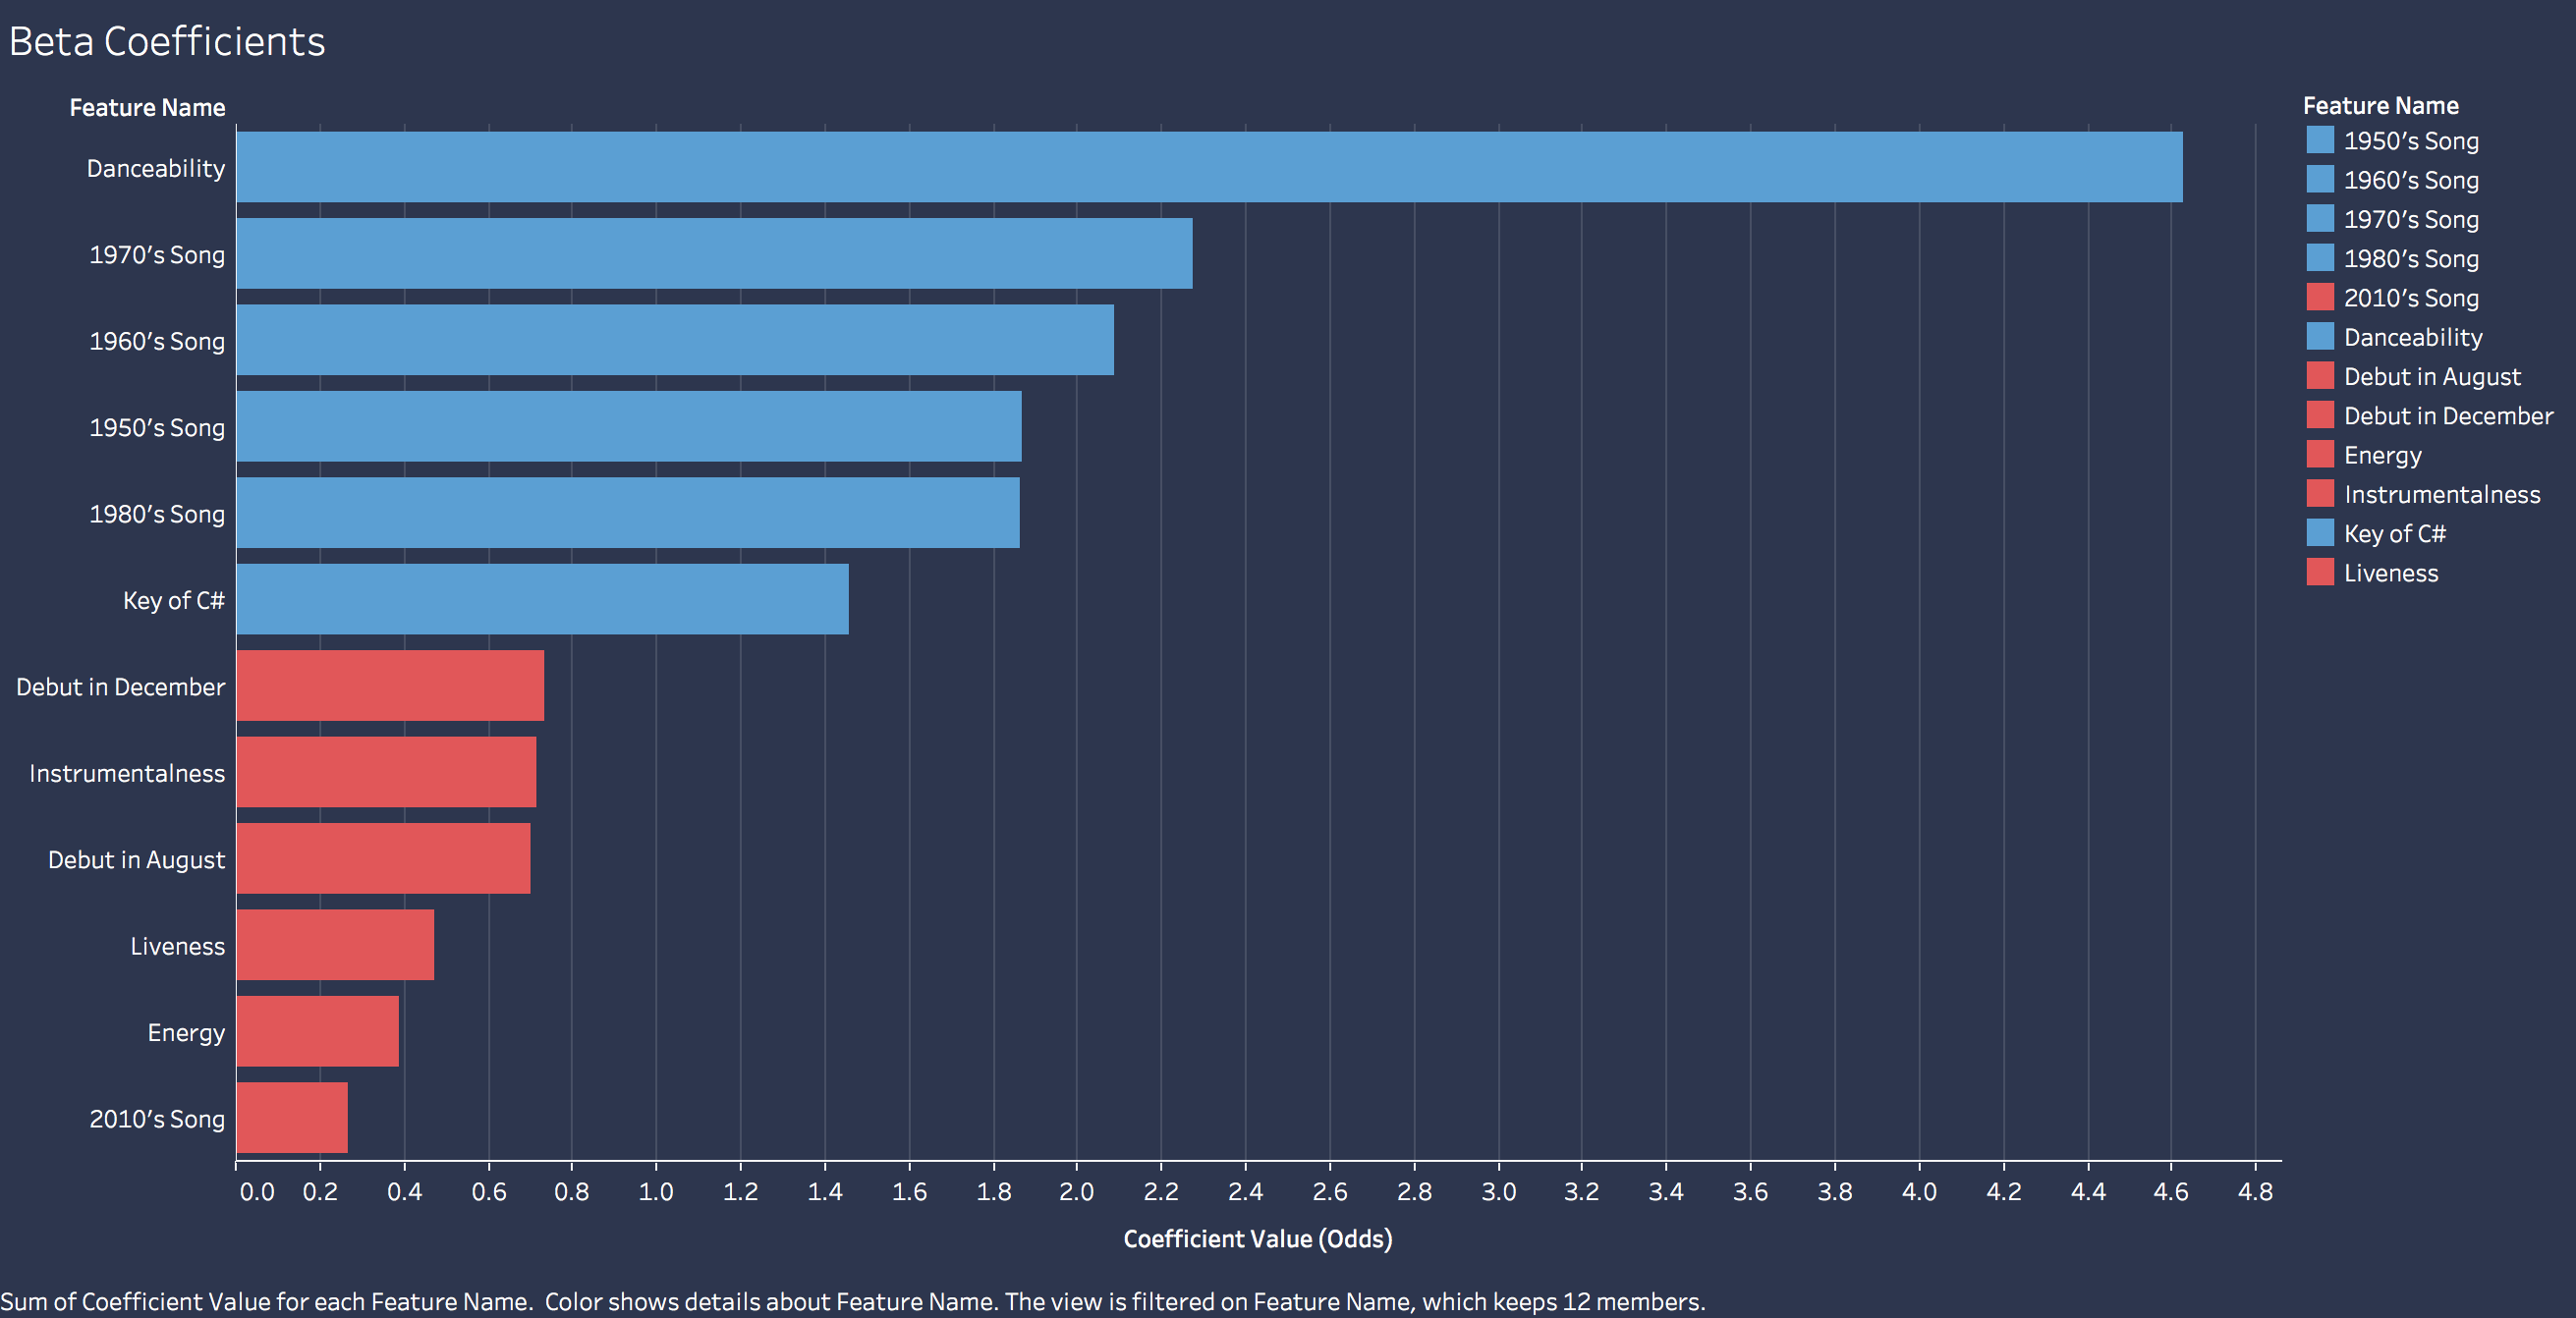 Beta Coefficients
Feature Name
Danceability
1970's Song
1960's Song
1950's Song
1980's Song
Key of C#
Debut in December
Instrumentalness
Debut in August
Liveness
Energy
2010's Song
0.0 0.2 0.4 0.6 0.8 1.0 1.2 1.4 1.6 1.8 2.0 2.2 2.4 2.6 2.8 3.0 3.2 3.4 3.6 3.8 4.0 4.2 4.4 4.6 4.8
Coefficient Value (Odds)
Feature Name
1950's Song
1960's Song
1970's Song
1980's Song
2010's Song
Danceability
Debut in August
Debut in December
Energy
Instrumentalness
Key of C#
Liveness
Sum of Coefficient Value for each Feature Name.  Color shows details about Feature Name. The view is filtered on Feature Name, which keeps 12 members.